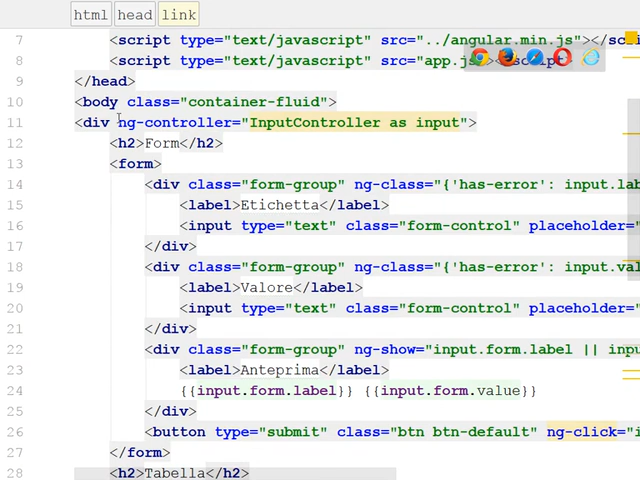 html head link
7 <script type="text/javascript" src="../angular.min.js"></sc
8 <script type="text/javascript" src="app.js"></script>
9 </head>
10 <body class="container-fluid">
11 <div ng-controller="InputController as input">
12 <h2>Form</h2>
13 <form>
14 <div class="form-group" ng-class="{'has-error': input.la
15 <label>Etichetta</label>
16 <input type="text" class="form-control" placeholder="
17 </div>
18 <div class="form-group" ng-class="{'has-error': input.val
19 <label>Valore</label>
20 <input type="text" class="form-control" placeholder="
21 </div>
22 <div class="form-group" ng-show="input.form.label || inpu
23 <label>Anteprima</label>
24 {{input.form.label}} {{input.form.value}}
25 </div>
26 <button type="submit" class="btn btn-default" ng-click="i
27 </form>
28 <h2>Tabella</h2>